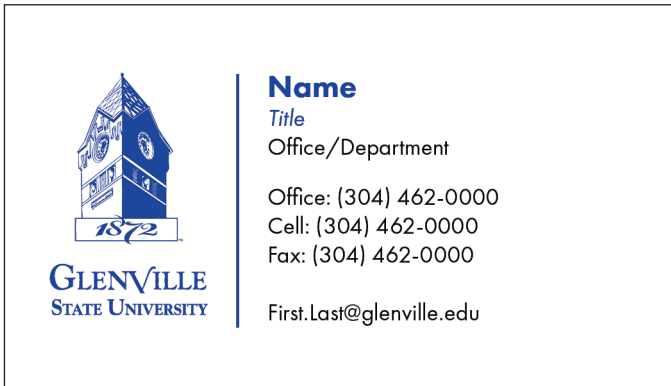 1872
GLENVILLE
STATE UNIVERSITY
Name
Title
Office/Department
Office: (304) 462-0000
Cell: (304) 462-0000
Fax: (304) 462-0000
First.Last@glenville.edu